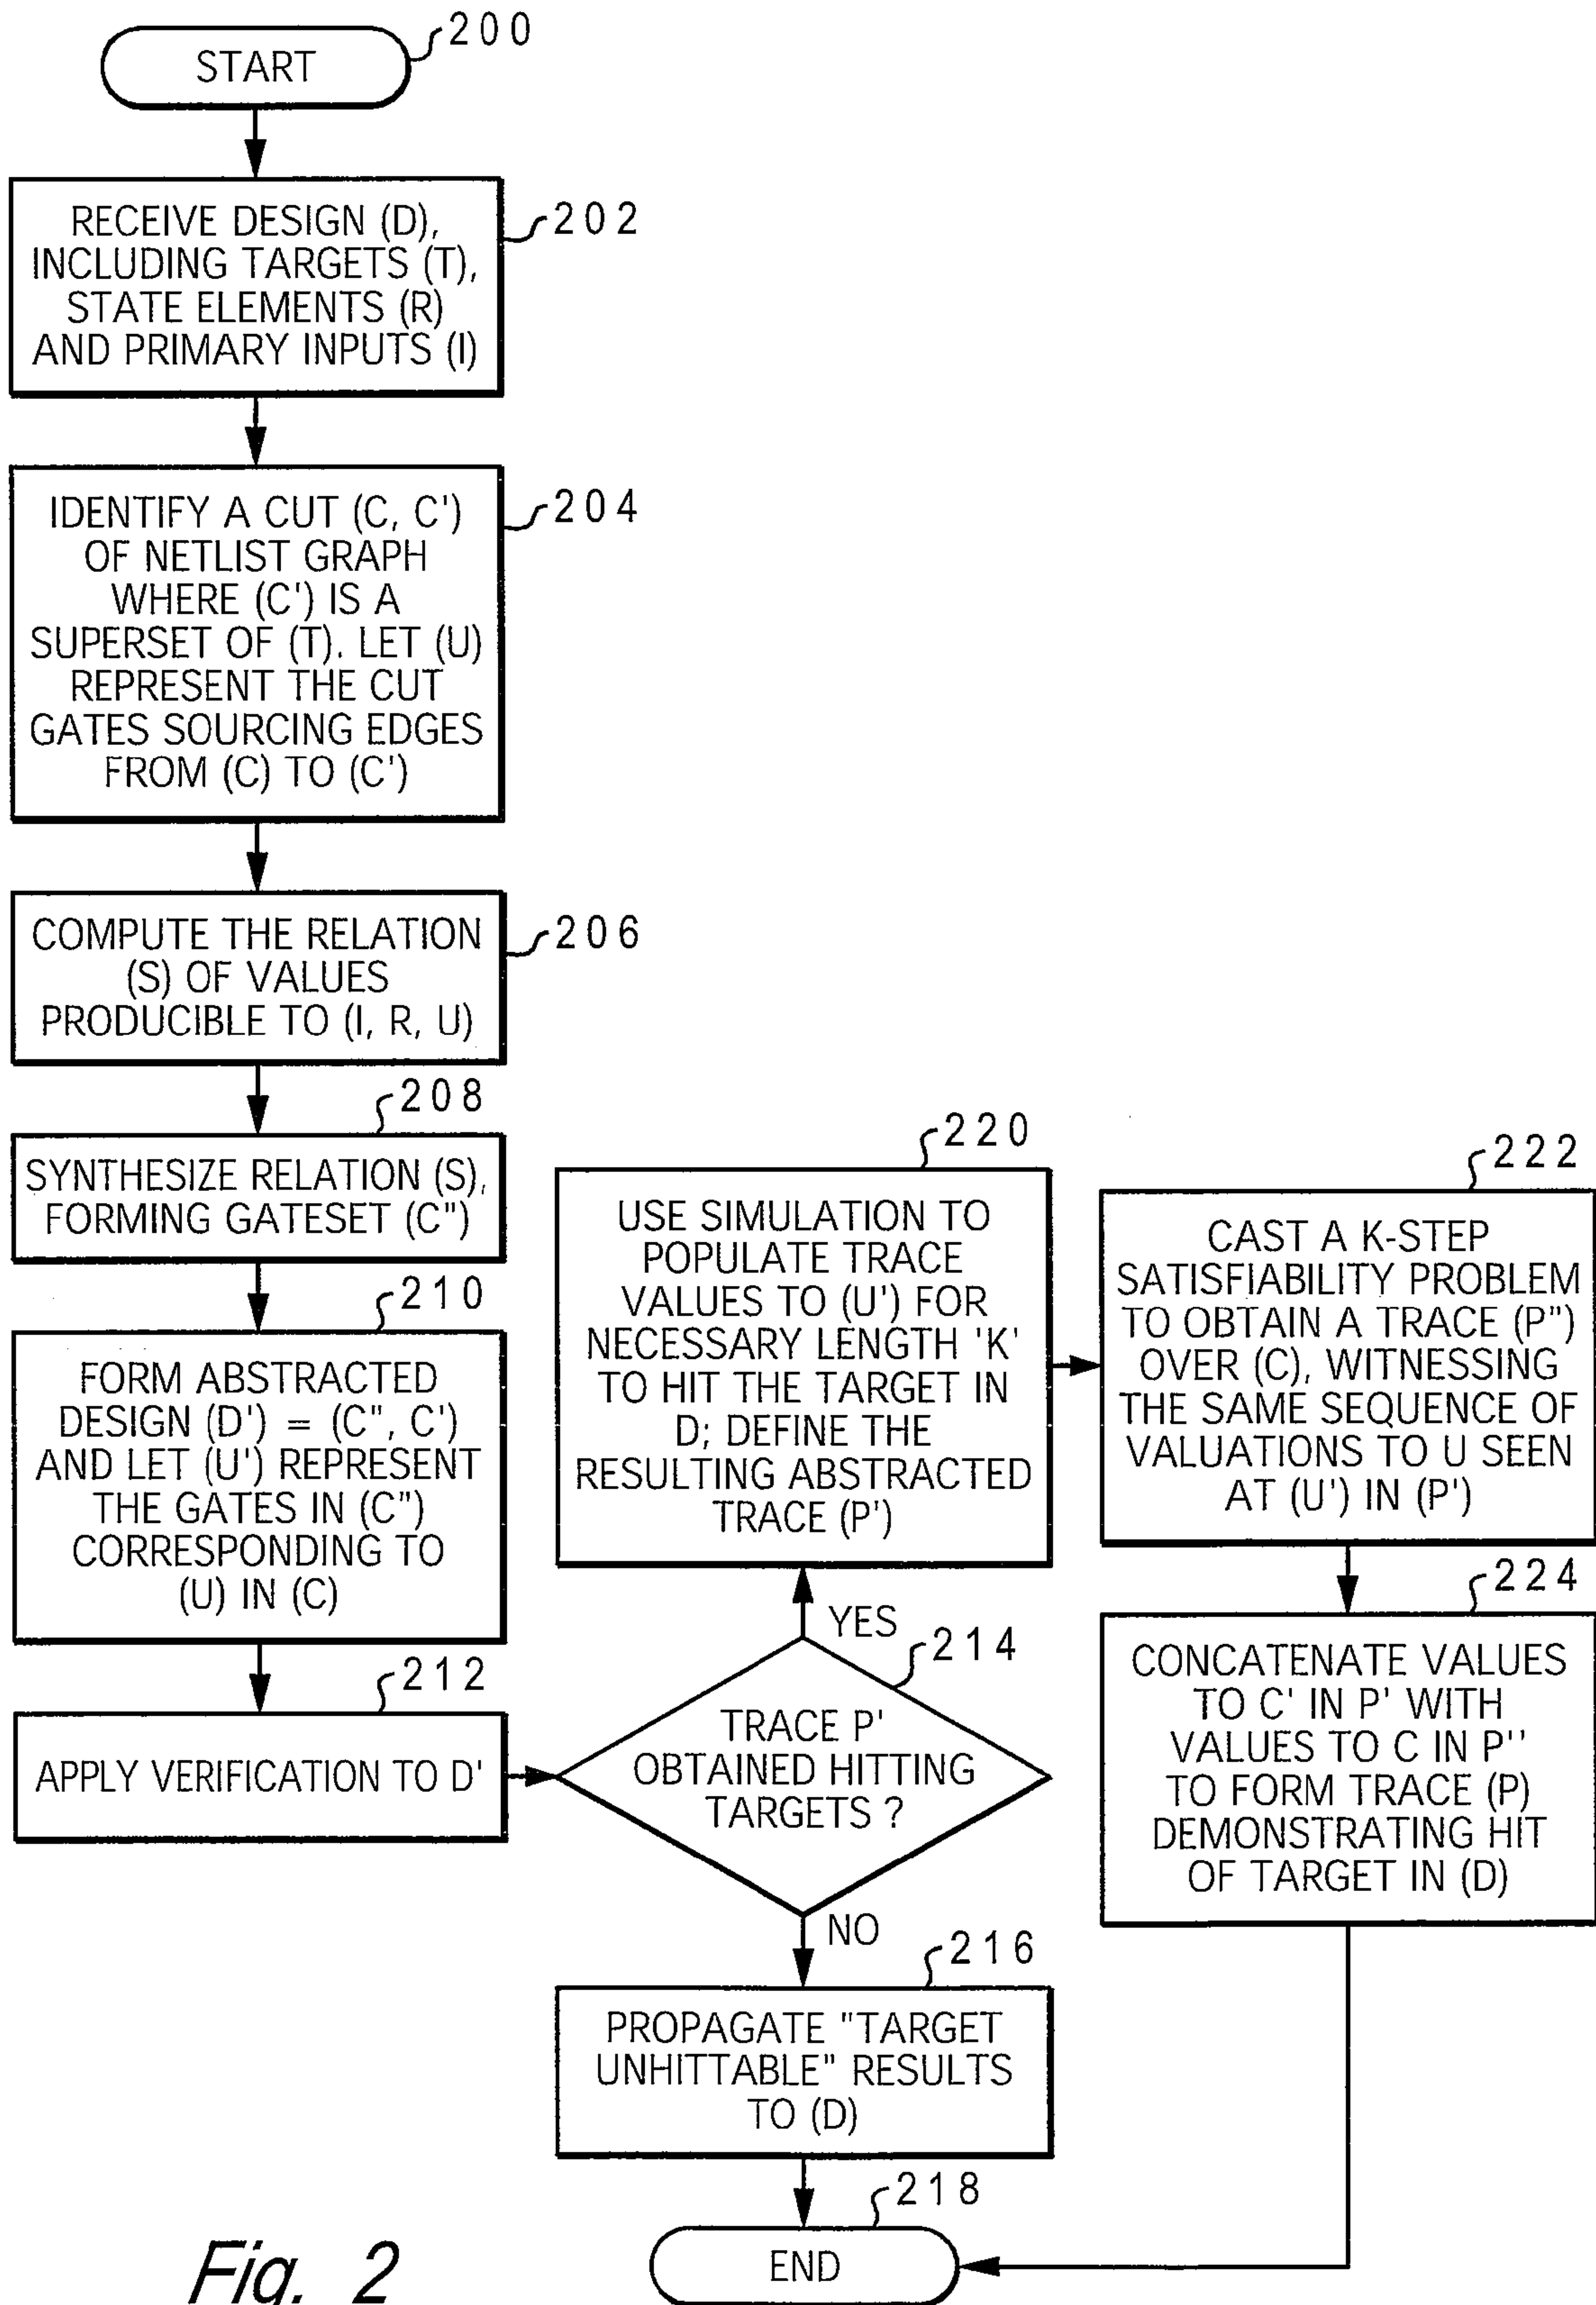 START
200
RECEIVE DESIGN (D),
INCLUDING TARGETS (T),
STATE ELEMENTS (R)
AND PRIMARY INPUTS (I)
202
IDENTIFY A CUT (C, C')
OF NETLIST GRAPH
WHERE (C') IS A
SUPERSET OF (T). LET (U)
REPRESENT THE CUT
GATES SOURCING EDGES
FROM (C) TO (C')
204
COMPUTE THE RELATION
(S) OF VALUES
PRODUCIBLE TO (I, R, U)
206
208
SYNTHESIZE RELATION (S),
FORMING GATESET (C")
210
FORM ABSTRACTED
DESIGN (D') = (C", C')
AND LET (U') REPRESENT
THE GATES IN (C")
CORRESPONDING TO
(U) IN (C)
212
APPLY VERIFICATION TO D'
214
TRACE P'
OBTAINED HITTING
TARGETS ?
YES
NO
220
USE SIMULATION TO
POPULATE TRACE
VALUES TO (U') FOR
NECESSARY LENGTH 'K'
TO HIT THE TARGET IN
D; DEFINE THE
RESULTING ABSTRACTED
TRACE (P')
222
CAST A K-STEP
SATISFIABILITY PROBLEM
TO OBTAIN A TRACE (P")
OVER (C), WITNESSING
THE SAME SEQUENCE OF
VALUATIONS TO U SEEN
AT (U') IN (P')
224
CONCATENATE VALUES
TO C' IN P' WITH
VALUES TO C IN P''
TO FORM TRACE (P)
DEMONSTRATING HIT
OF TARGET IN (D)
216
PROPAGATE "TARGET
UNHITTABLE" RESULTS
TO (D)
218
END
Fig. 2